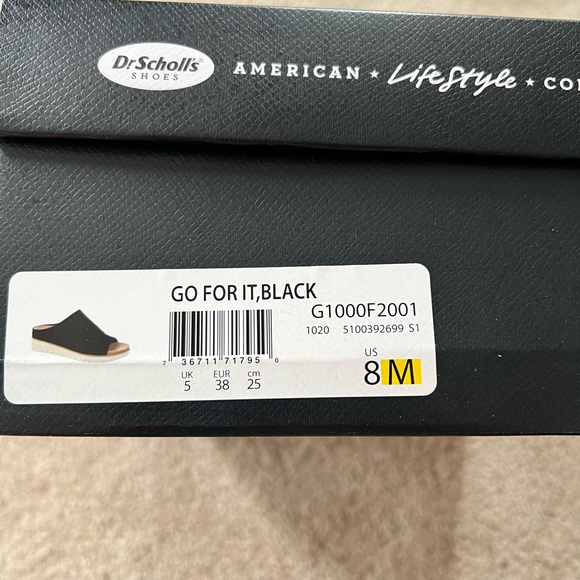 Dr. Scholl's
SHOES
AMERICAN ★ LifeStyle ★ CO
GO FOR IT,BLACK
G1000F2001
1020 5100392699 S1
7 36711 71795 0
UK EUR cm
5 38 25
US
8 M